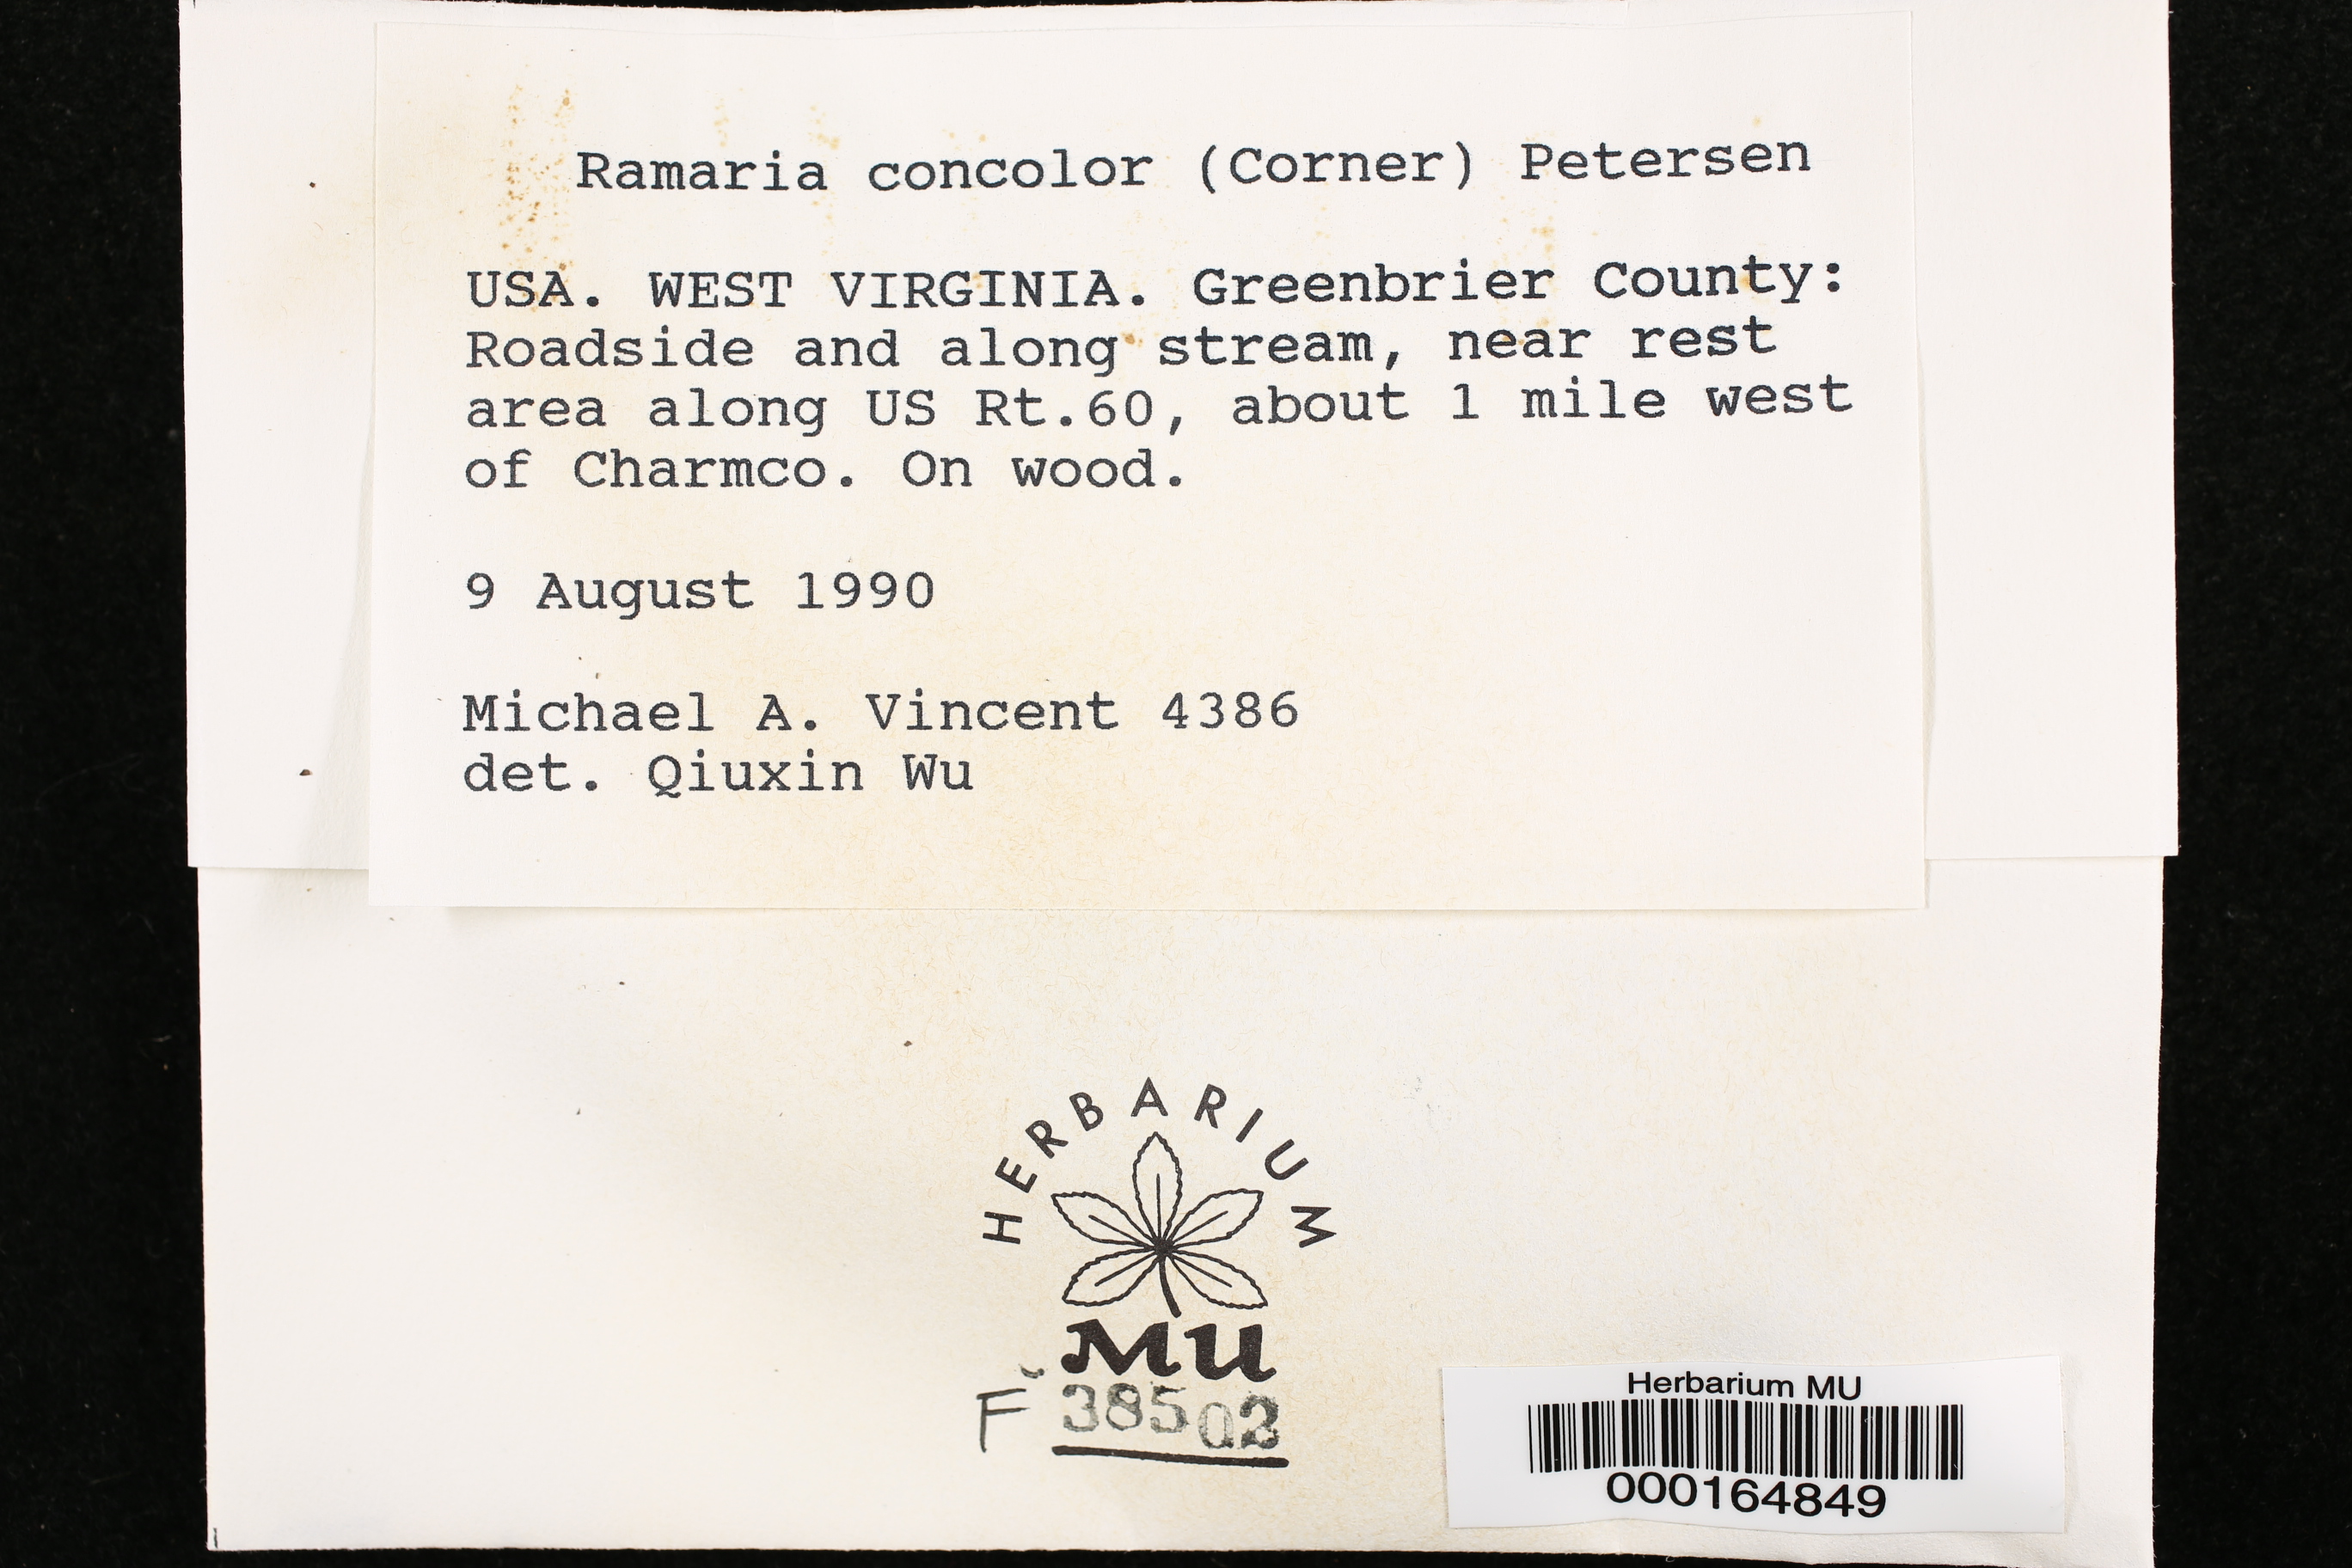 Ramaria concolor (Corner) Petersen
USA. WEST VIRGINIA. Greenbrier County:
Roadside and along stream, near rest
area along US Rt.60, about 1 mile west
of Charmco. On wood.
9 August 1990
Michael A. Vincent 4386
det. Qiuxin Wu
HERBARIUM
MU
F 38502
Herbarium MU
000164849